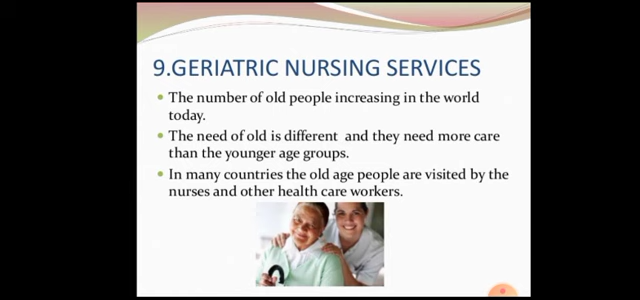 9.GERIATRIC NURSING SERVICES
The number of old people increasing in the world
today.
The need of old is different and they need more care
than the younger age groups.
In many countries the old age people are visited by the
nurses and other health care workers.